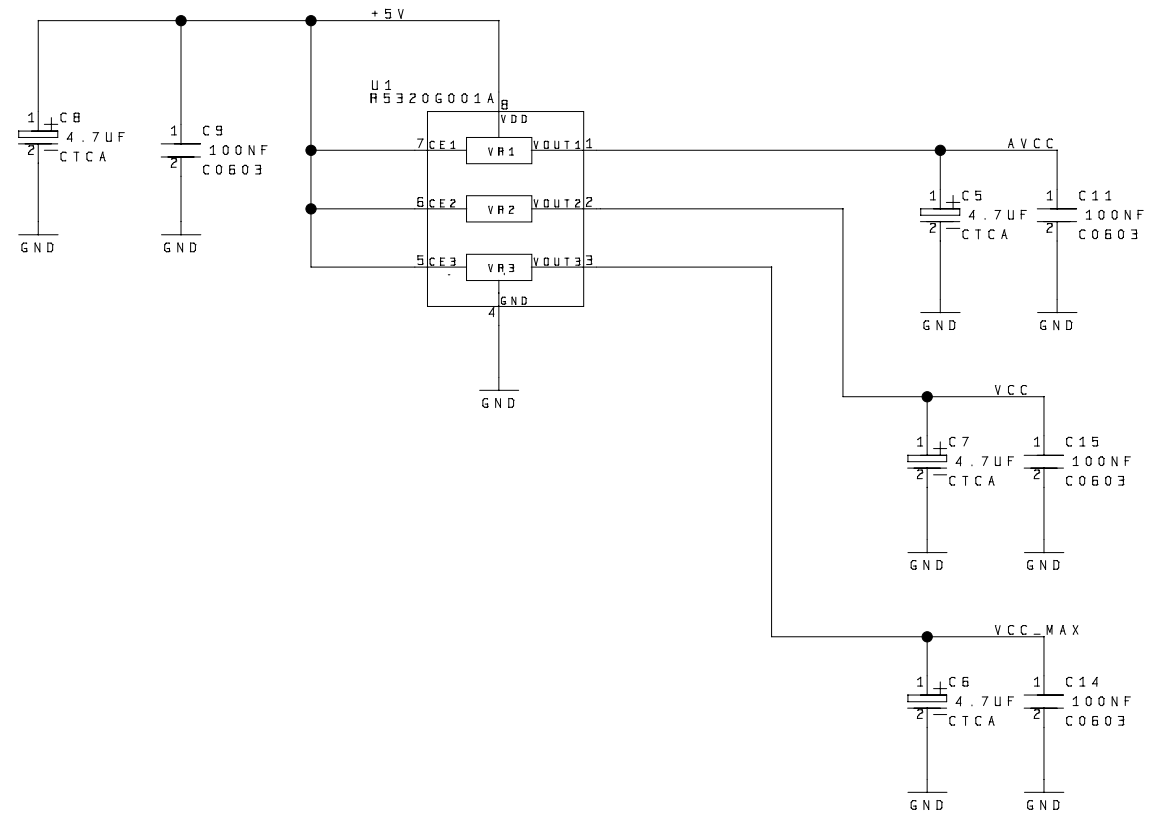 +5V
U1
R5320G001A
8
VDD
1 C8
4.7UF
2 CTCA
GND
1 C9
100NF
2 C0603
GND
7 CE1 VR1 VOUT1 1
6 CE2 VR2 VOUT2 2
5 CE3 VR3 VOUT3 3
GND
4
GND
AVCC
1 C5
4.7UF
2 CTCA
GND
1 C11
100NF
2 C0603
GND
VCC
1 C7
4.7UF
2 CTCA
GND
1 C15
100NF
2 C0603
GND
VCC_MAX
1 C6
4.7UF
2 CTCA
GND
1 C14
100NF
2 C0603
GND